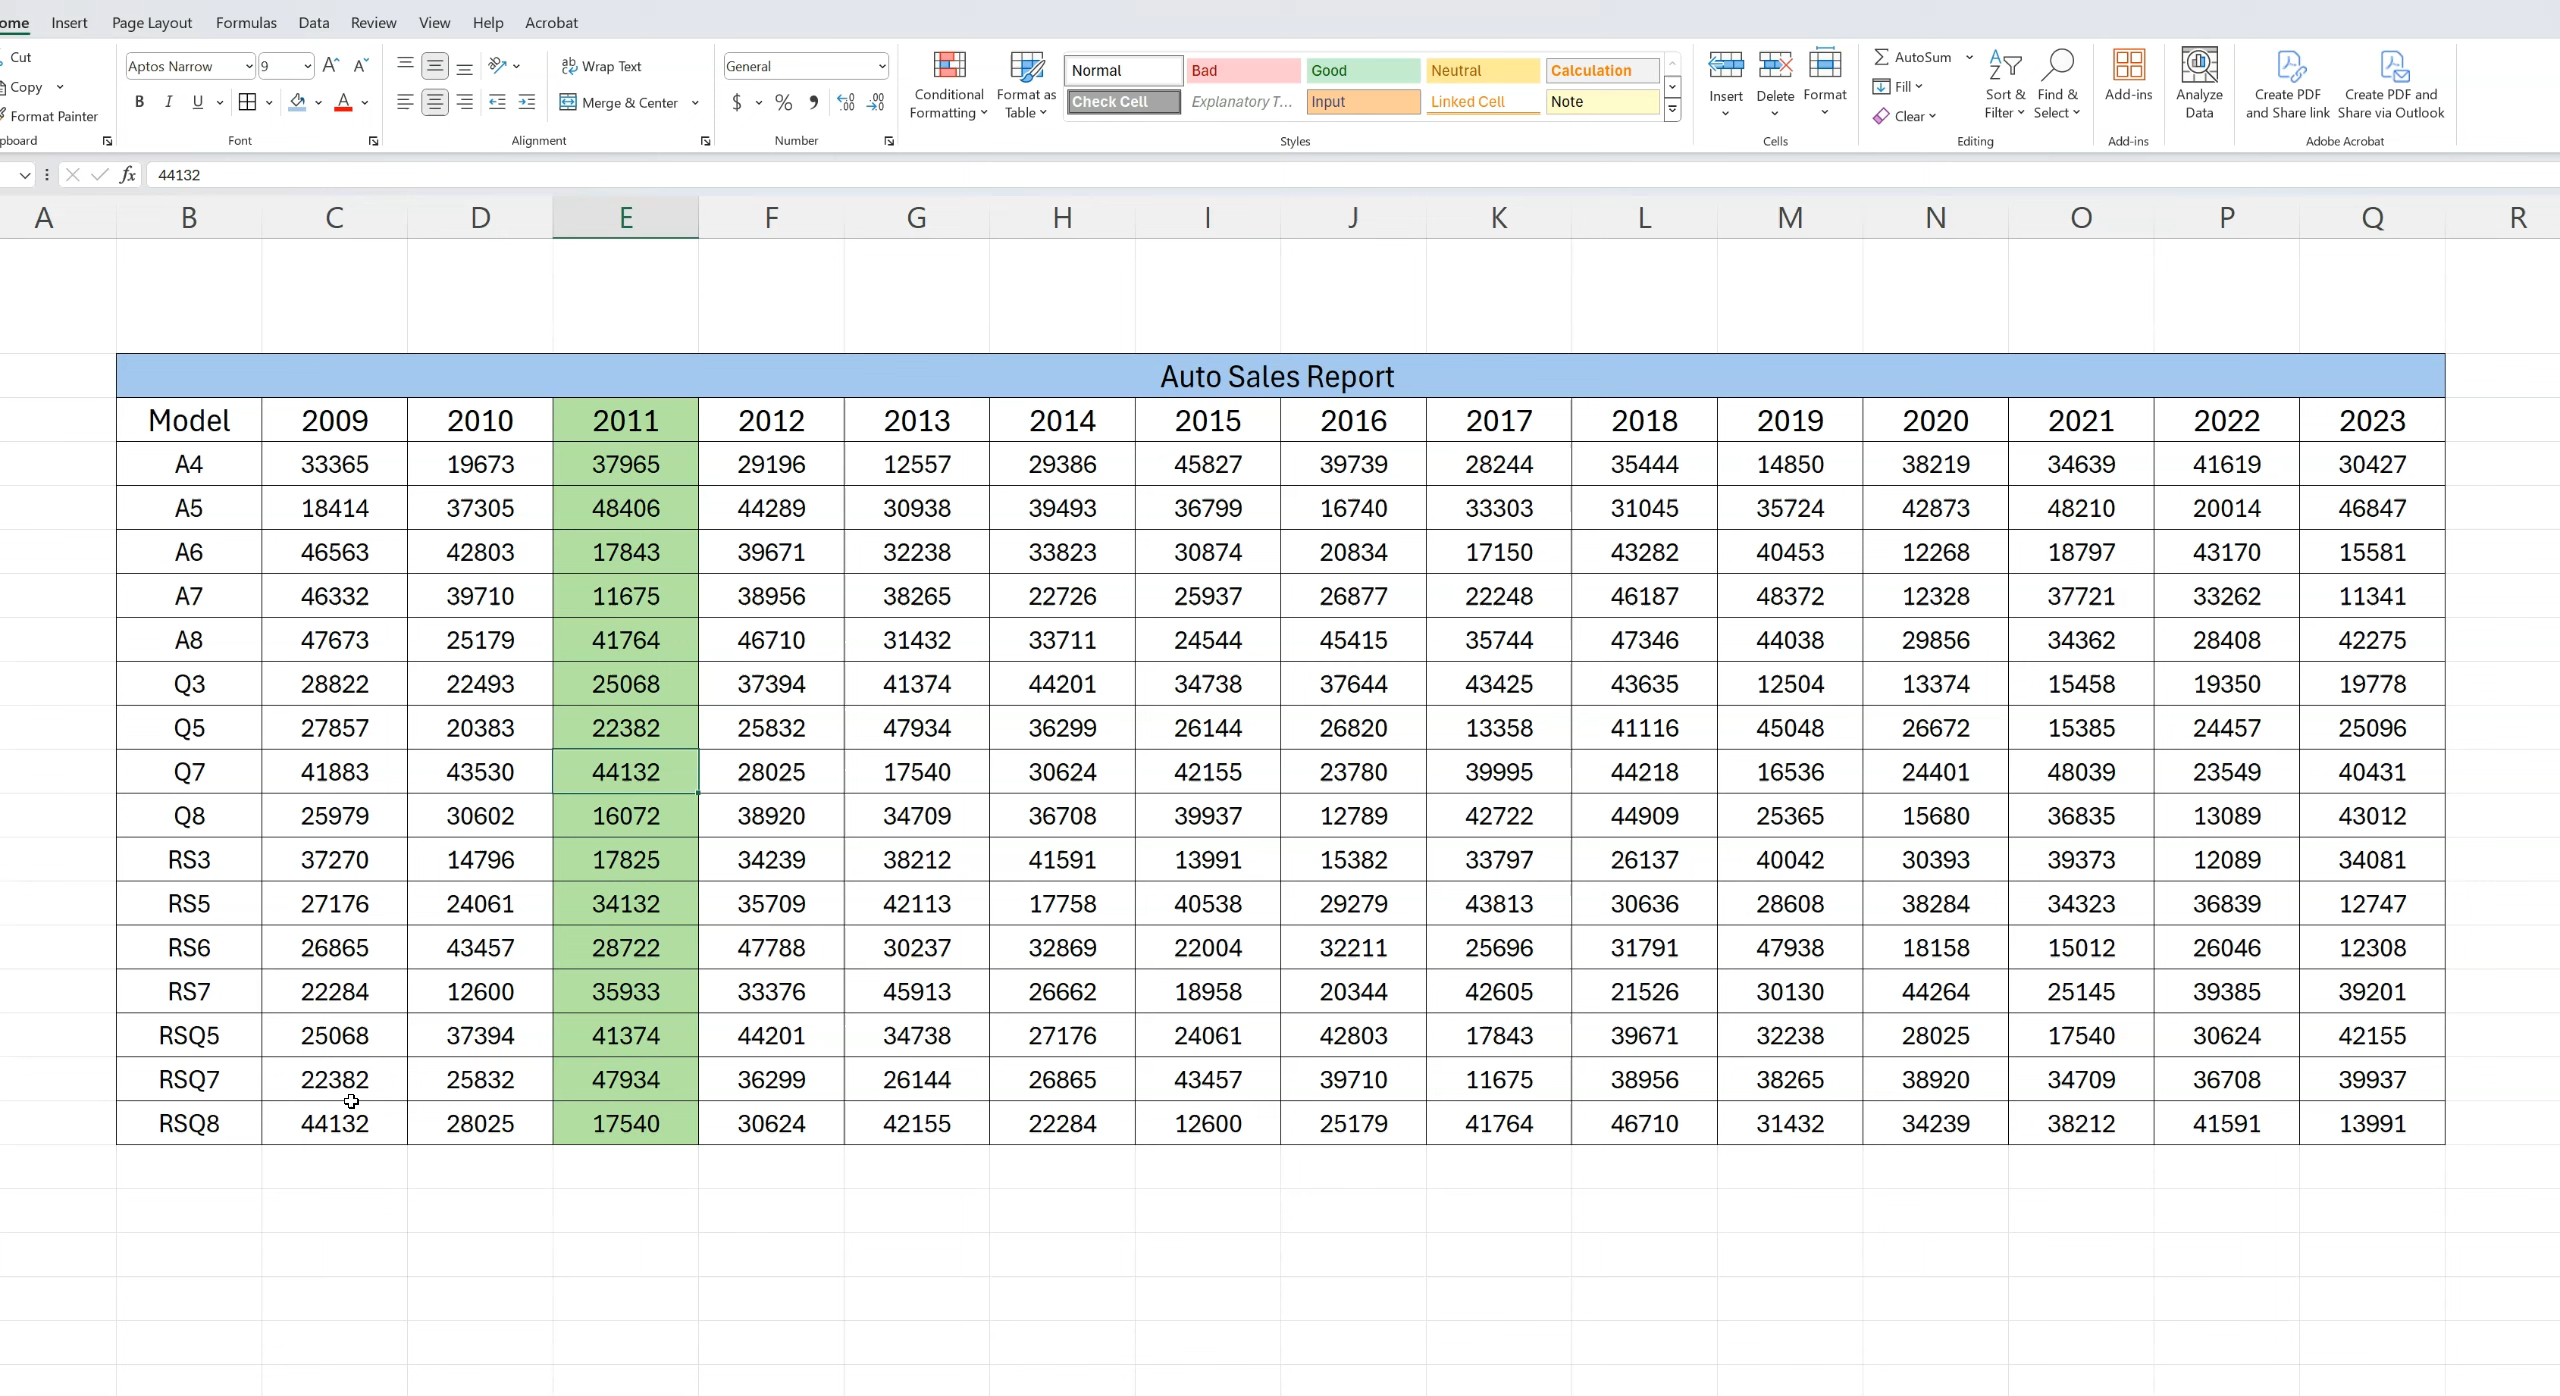 ome Insert Page Layout Formulas Data Review View Help Acrobat
Cut
Copy
Format Painter
pboard
Aptos Narrow 9
B I U
Font
Wrap Text
Merge & Center
Alignment
General
$ % 9
Number
Conditional Formatting
Format as Table
Normal Bad Good Neutral Calculation
Check Cell Explanatory T... Input Linked Cell Note
Styles
Insert Delete Format
Cells
AutoSum
Fill
Clear
Sort & Filter
Find & Select
Editing
Add-ins
Add-ins
Analyze Data
Create PDF and Share link
Create PDF and Share via Outlook
Adobe Acrobat
fx 44132
A B C D E F G H I J K L M N O P Q R
Auto Sales Report
Model 2009 2010 2011 2012 2013 2014 2015 2016 2017 2018 2019 2020 2021 2022 2023
A4 33365 19673 37965 29196 12557 29386 45827 39739 28244 35444 14850 38219 34639 41619 30427
A5 18414 37305 48406 44289 30938 39493 36799 16740 33303 31045 35724 42873 48210 20014 46847
A6 46563 42803 17843 39671 32238 33823 30874 20834 17150 43282 40453 12268 18797 43170 15581
A7 46332 39710 11675 38956 38265 22726 25937 26877 22248 46187 48372 12328 37721 33262 11341
A8 47673 25179 41764 46710 31432 33711 24544 45415 35744 47346 44038 29856 34362 28408 42275
Q3 28822 22493 25068 37394 41374 44201 34738 37644 43425 43635 12504 13374 15458 19350 19778
Q5 27857 20383 22382 25832 47934 36299 26144 26820 13358 41116 45048 26672 15385 24457 25096
Q7 41883 43530 44132 28025 17540 30624 42155 23780 39995 44218 16536 24401 48039 23549 40431
Q8 25979 30602 16072 38920 34709 36708 39937 12789 42722 44909 25365 15680 36835 13089 43012
RS3 37270 14796 17825 34239 38212 41591 13991 15382 33797 26137 40042 30393 39373 12089 34081
RS5 27176 24061 34132 35709 42113 17758 40538 29279 43813 30636 28608 38284 34323 36839 12747
RS6 26865 43457 28722 47788 30237 32869 22004 32211 25696 31791 47938 18158 15012 26046 12308
RS7 22284 12600 35933 33376 45913 26662 18958 20344 42605 21526 30130 44264 25145 39385 39201
RSQ5 25068 37394 41374 44201 34738 27176 24061 42803 17843 39671 32238 28025 17540 30624 42155
RSQ7 22382 25832 47934 36299 26144 26865 43457 39710 11675 38956 38265 38920 34709 36708 39937
RSQ8 44132 28025 17540 30624 42155 22284 12600 25179 41764 46710 31432 34239 38212 41591 13991